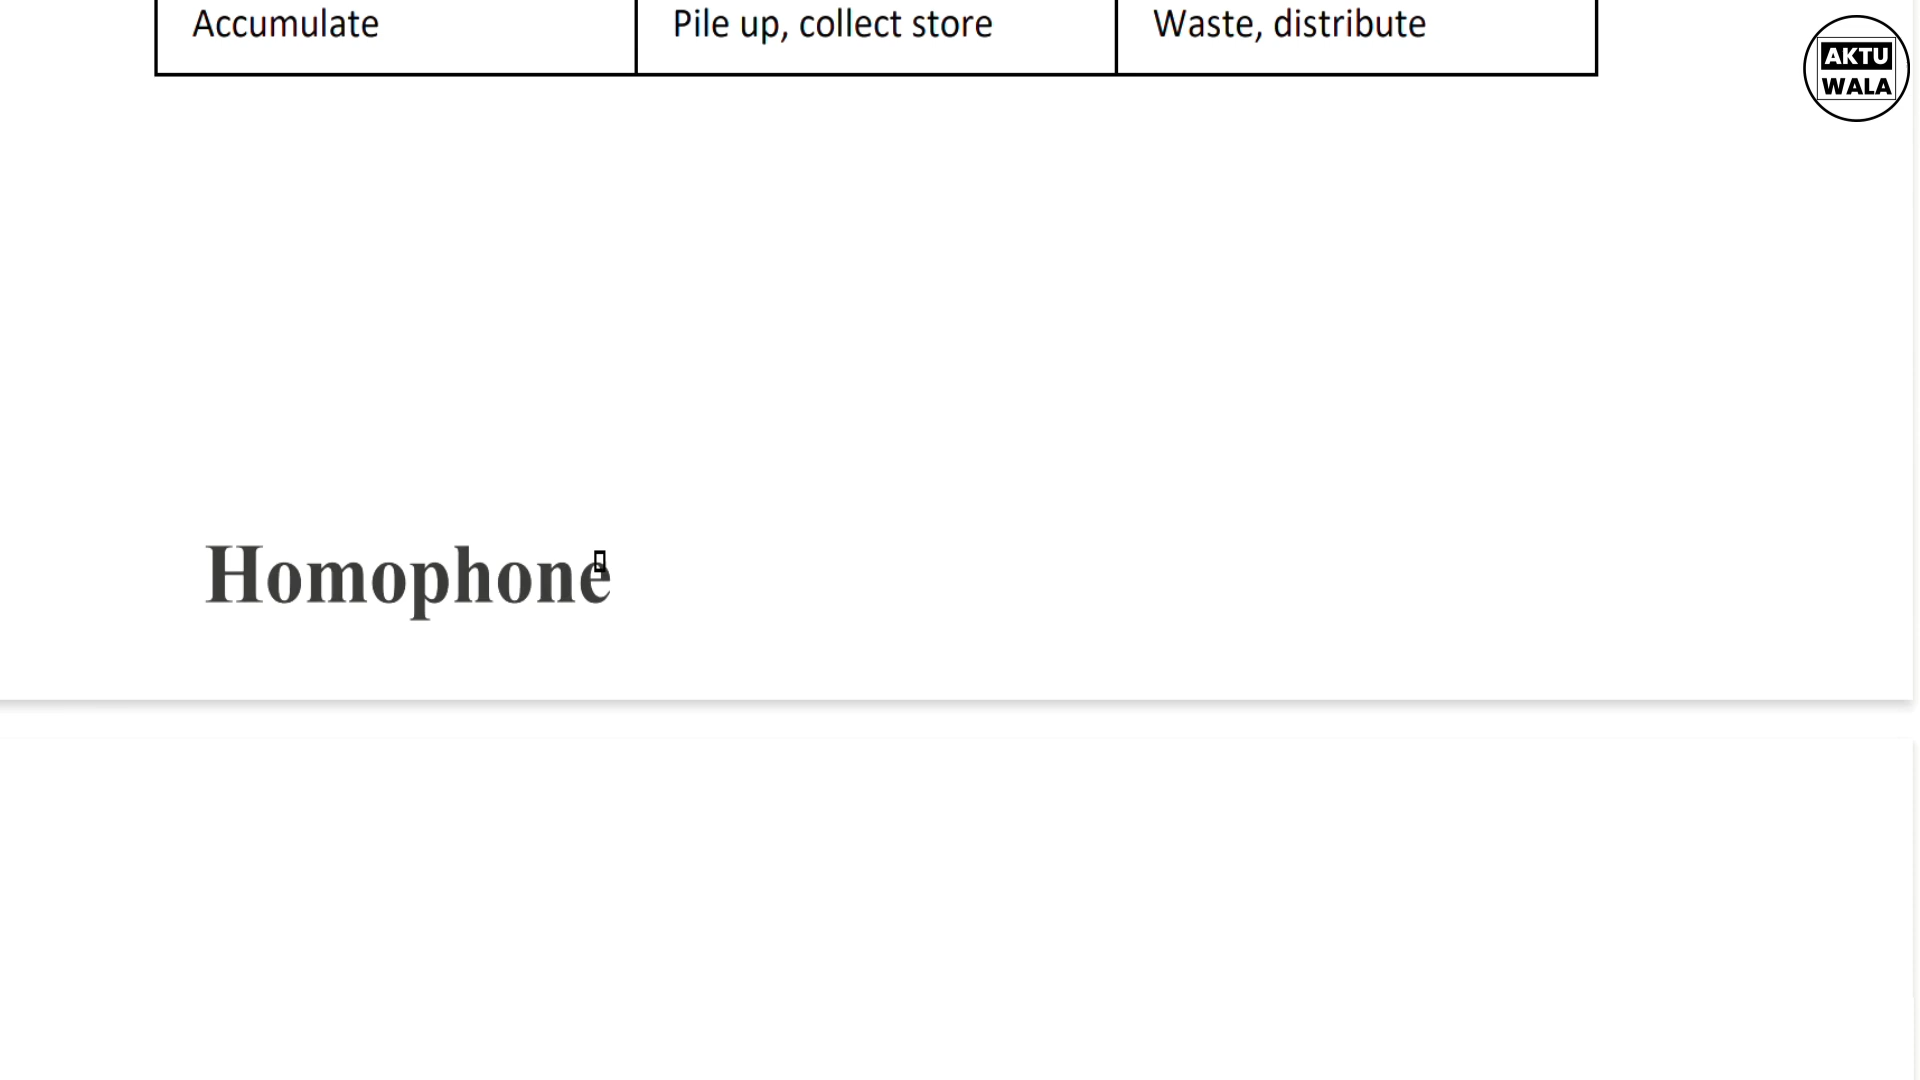 Accumulate Pile up, collect store Waste, distribute
AKTU
WALA
Homophone